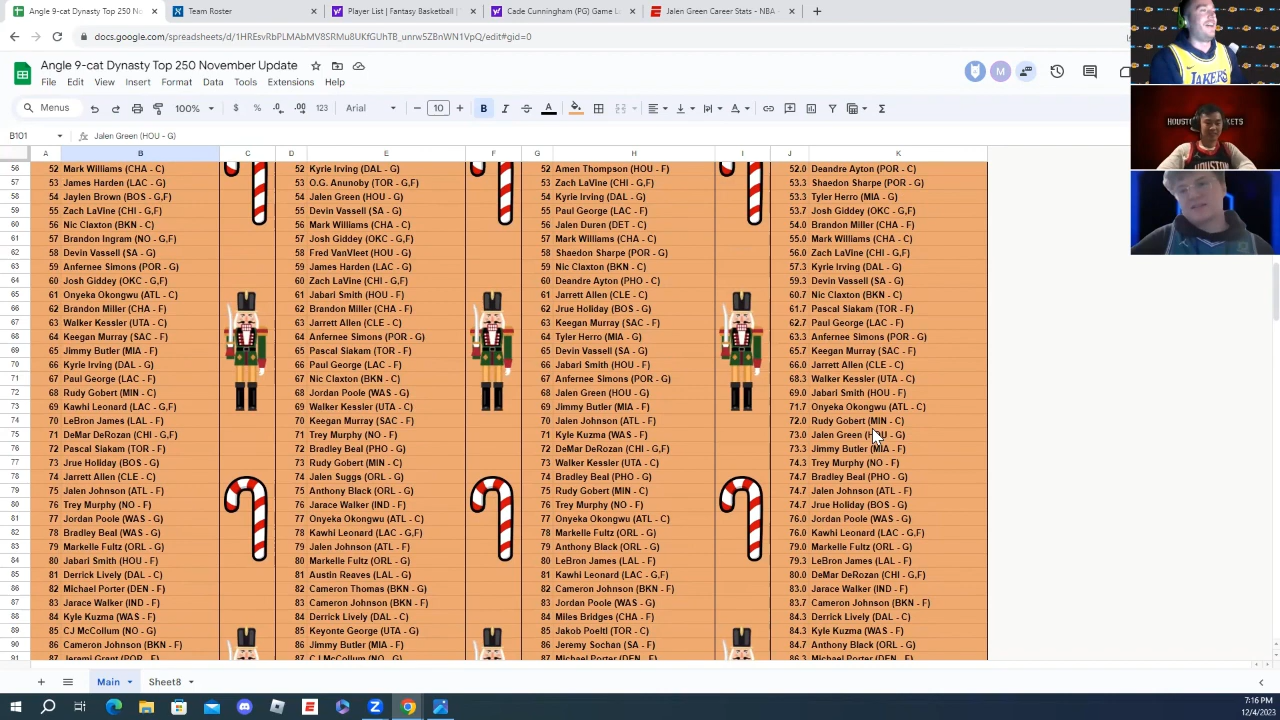 Angle 9-cat Dynasty Top 250 No
Team Roster
Player List | Fantasy Basketball |
Cade Cunningham (PG) Game L
Jalen Green Career Stats - NBA -
docs.google.com/spreadsheets/d/1HREsvRbPLMAbMV8SRMu8UKfGUhTB_unrw5ZBnWN1VpQ/edit#gid=0
Angle 9-cat Dynasty Top 250 November Update
File Edit View Insert Format Data Tools Extensions Help
LAKERS
Menus 100% $ % .0 .00 123 Arial 10 B I
HOUST KETS
B101 Jalen Green (HOU - G)
A B C D E F G H I J K
56 52 Mark Williams (CHA - C) 52 Kyrie Irving (DAL - G) 52 Amen Thompson (HOU - F) 52.0 Deandre Ayton (POR - C)
57 53 James Harden (LAC - G) 53 O.G. Anunoby (TOR - G,F) 53 Zach LaVine (CHI - G,F) 53.3 Shaedon Sharpe (POR - G)
58 54 Jaylen Brown (BOS - G,F) 54 Jalen Green (HOU - G) 54 Kyrie Irving (DAL - G) 53.3 Tyler Herro (MIA - G)
59 55 Zach LaVine (CHI - G,F) 55 Devin Vassell (SA - G) 55 Paul George (LAC - F) 53.7 Josh Giddey (OKC - G,F)
60 56 Nic Claxton (BKN - C) 56 Mark Williams (CHA - C) 56 Jalen Duren (DET - C) 54.0 Brandon Miller (CHA - F)
61 57 Brandon Ingram (NO - G,F) 57 Josh Giddey (OKC - G,F) 57 Mark Williams (CHA - C) 55.0 Mark Williams (CHA - C)
62 58 Devin Vassell (SA - G) 58 Fred VanVleet (HOU - G) 58 Shaedon Sharpe (POR - G) 56.0 Zach LaVine (CHI - G,F)
63 59 Anfernee Simons (POR - G) 59 James Harden (LAC - G) 59 Nic Claxton (BKN - C) 57.3 Kyrie Irving (DAL - G)
64 60 Josh Giddey (OKC - G,F) 60 Zach LaVine (CHI - G,F) 60 Deandre Ayton (PHO - C) 59.3 Devin Vassell (SA - G)
65 61 Onyeka Okongwu (ATL - C) 61 Jabari Smith (HOU - F) 61 Jarrett Allen (CLE - C) 60.7 Nic Claxton (BKN - C)
66 62 Brandon Miller (CHA - F) 62 Brandon Miller (CHA - F) 62 Jrue Holiday (BOS - G) 61.7 Pascal Siakam (TOR - F)
67 63 Walker Kessler (UTA - C) 63 Jarrett Allen (CLE - C) 63 Keegan Murray (SAC - F) 62.7 Paul George (LAC - F)
68 64 Keegan Murray (SAC - F) 64 Anfernee Simons (POR - G) 64 Tyler Herro (MIA - G) 63.3 Anfernee Simons (POR - G)
69 65 Jimmy Butler (MIA - F) 65 Pascal Siakam (TOR - F) 65 Devin Vassell (SA - G) 65.7 Keegan Murray (SAC - F)
70 66 Kyrie Irving (DAL - G) 66 Paul George (LAC - F) 66 Jabari Smith (HOU - F) 66.0 Jarrett Allen (CLE - C)
71 67 Paul George (LAC - F) 67 Nic Claxton (BKN - C) 67 Anfernee Simons (POR - G) 68.3 Walker Kessler (UTA - C)
72 68 Rudy Gobert (MIN - C) 68 Jordan Poole (WAS - G) 68 Jalen Green (HOU - G) 69.0 Jabari Smith (HOU - F)
73 69 Kawhi Leonard (LAC - G,F) 69 Walker Kessler (UTA - C) 69 Jimmy Butler (MIA - F) 71.7 Onyeka Okongwu (ATL - C)
74 70 LeBron James (LAL - F) 70 Keegan Murray (SAC - F) 70 Jalen Johnson (ATL - F) 72.0 Rudy Gobert (MIN - C)
75 71 DeMar DeRozan (CHI - G,F) 71 Trey Murphy (NO - F) 71 Kyle Kuzma (WAS - F) 73.0 Jalen Green (HOU - G)
76 72 Pascal Siakam (TOR - F) 72 Bradley Beal (PHO - G) 72 DeMar DeRozan (CHI - G,F) 73.3 Jimmy Butler (MIA - F)
77 73 Jrue Holiday (BOS - G) 73 Rudy Gobert (MIN - C) 73 Walker Kessler (UTA - C) 74.3 Trey Murphy (NO - F)
78 74 Jarrett Allen (CLE - C) 74 Jalen Suggs (ORL - G) 74 Bradley Beal (PHO - G) 74.7 Bradley Beal (PHO - G)
79 75 Jalen Johnson (ATL - F) 75 Anthony Black (ORL - G) 75 Rudy Gobert (MIN - C) 74.7 Jalen Johnson (ATL - F)
80 76 Trey Murphy (NO - F) 76 Jarace Walker (IND - F) 76 Trey Murphy (NO - F) 74.7 Jrue Holiday (BOS - G)
81 77 Jordan Poole (WAS - G) 77 Onyeka Okongwu (ATL - C) 77 Onyeka Okongwu (ATL - C) 76.0 Jordan Poole (WAS - G)
82 78 Bradley Beal (WAS - G) 78 Kawhi Leonard (LAC - G,F) 78 Markelle Fultz (ORL - G) 76.0 Kawhi Leonard (LAC - G,F)
83 79 Markelle Fultz (ORL - G) 79 Jalen Johnson (ATL - F) 79 Anthony Black (ORL - G) 79.0 Markelle Fultz (ORL - G)
84 80 Jabari Smith (HOU - F) 80 Markelle Fultz (ORL - G) 80 LeBron James (LAL - F) 79.3 LeBron James (LAL - F)
85 81 Derrick Lively (DAL - C) 81 Austin Reaves (LAL - G) 81 Kawhi Leonard (LAC - G,F) 80.0 DeMar DeRozan (CHI - G,F)
86 82 Michael Porter (DEN - F) 82 Cameron Thomas (BKN - G) 82 Cameron Johnson (BKN - F) 83.0 Jarace Walker (IND - F)
87 83 Jarace Walker (IND - F) 83 Cameron Johnson (BKN - F) 83 Jordan Poole (WAS - G) 83.7 Cameron Johnson (BKN - F)
88 84 Kyle Kuzma (WAS - F) 84 Derrick Lively (DAL - C) 84 Miles Bridges (CHA - F) 84.3 Derrick Lively (DAL - C)
89 85 CJ McCollum (NO - G) 85 Keyonte George (UTA - G) 85 Jakob Poeltl (TOR - C) 84.3 Kyle Kuzma (WAS - F)
90 86 Cameron Johnson (BKN - F) 86 Jimmy Butler (MIA - F) 86 Jeremy Sochan (SA - F) 84.7 Anthony Black (ORL - G)
91 87 Jerami Grant (POR - F) 87 CJ McCollum (NO - G) 87 Michael Porter (DEN - F) 86.3 Michael Porter (DEN - F)
Main Sheet8
7:16 PM
12/4/2023